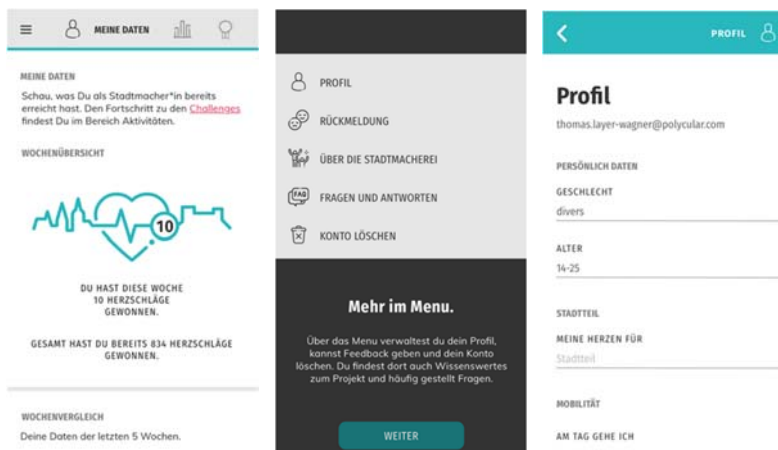 MEINE DATEN
MEINE DATEN
Schau, was Du als Stadtmacher*in bereits
erreicht hast. Den Fortschritt zu den Challenges
findest Du im Bereich Aktivitäten.
WOCHENÜBERSICHT
10
DU HAST DIESE WOCHE
10 HERZSCHLÄGE
GEWONNEN.
GESAMT HAST DU BEREITS 834 HERZSCHLÄGE
GEWONNEN.
WOCHENVERGLEICH
Deine Daten der letzten 5 Wochen.
PROFIL
RÜCKMELDUNG
ÜBER DIE STADTMACHEREI
FAQ
FRAGEN UND ANTWORTEN
KONTO LÖSCHEN
Mehr im Menu.
Über das Menu verwaltest du dein Profil,
kannst Feedback geben und dein Konto
löschen. Du findest dort auch Wissenswertes
zum Projekt und häufig gestellt Fragen.
WEITER
PROFIL
Profil
thomas.layer-wagner@polycular.com
PERSÖNLICH DATEN
GESCHLECHT
divers
ALTER
14-25
STADTTEIL
MEINE HERZEN FÜR
Stadtteil
MOBILITÄT
AM TAG GEHE ICH